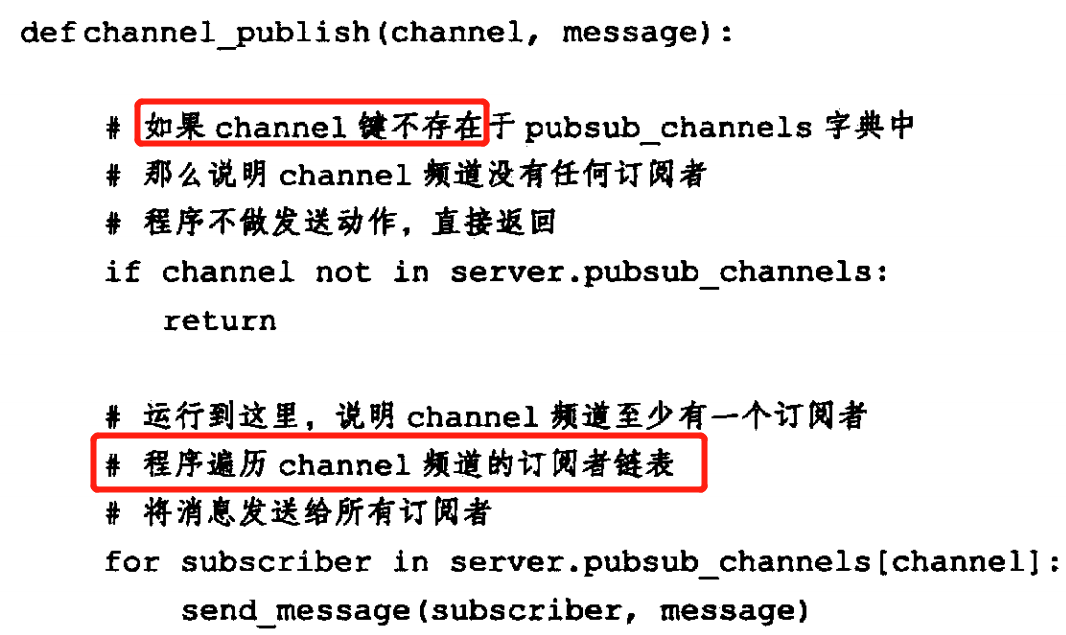 def channel_publish(channel, message):
# 如果 channel 键不存在于 pubsub_channels 字典中
# 那么说明 channel 频道没有任何订阅者
# 程序不做发送动作，直接返回
if channel not in server.pubsub_channels:
return
# 运行到这里，说明 channel 频道至少有一个订阅者
# 程序遍历 channel 频道的订阅者链表
# 将消息发送给所有订阅者
for subscriber in server.pubsub_channels[channel]:
send_message(subscriber, message)